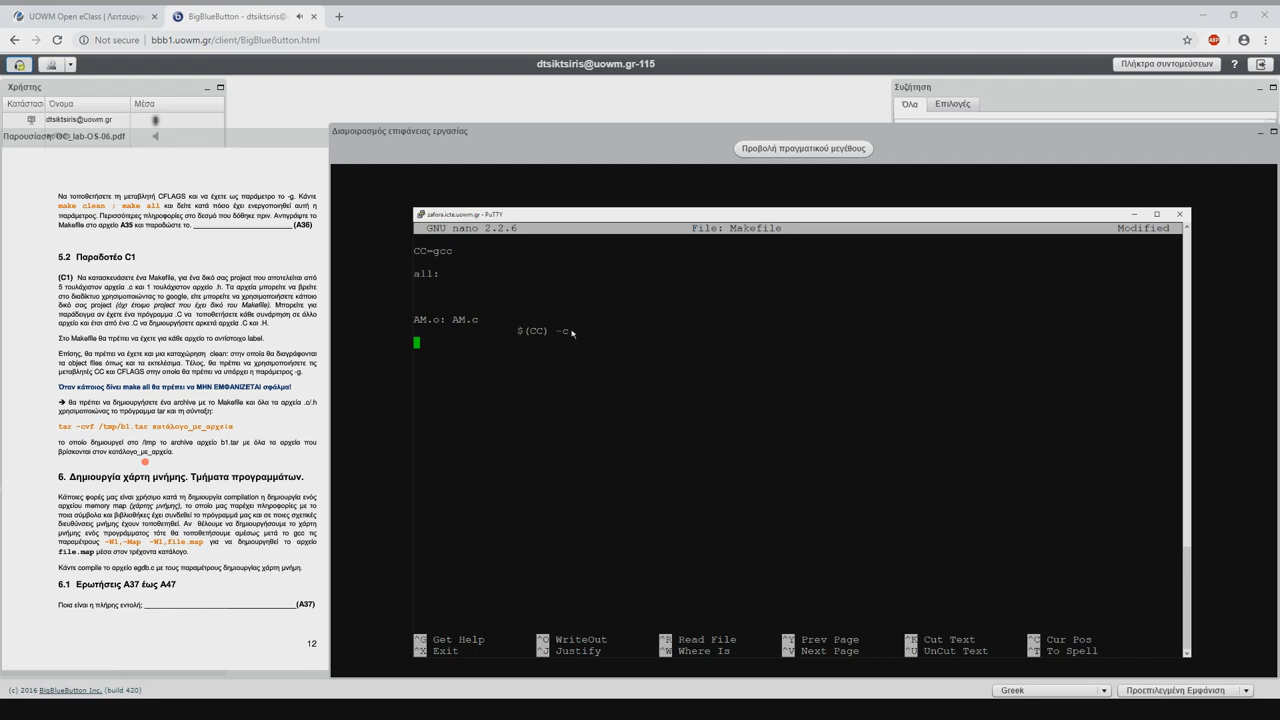 UOWM Open eClass | Λειτουργι
BigBlueButton - dtsiktsiris@
Not secure | bbb1.uowm.gr/client/BigBlueButton.html
ABP
dtsiktsiris@uowm.gr-115
Πλήκτρα συντομεύσεων
?
Χρήστης
Κατάστασ Όνομα Μέσα
dtsiktsiris@uowm.gr
Παρουσίαση: GC_lab-OS-06.pdf
Συζήτηση
Όλα Επιλογές
Διαμοιρασμός επιφάνειας εργασίας
Προβολή πραγματικού μεγέθους
Να τοποθετήσετε τη μεταβλητή CFLAGS και να έχετε ως παράμετρο το -g. Κάντε
make clean ; make all και δείτε κατά πόσο έχει ενεργοποιηθεί αυτή η
παράμετρος. Περισσότερες πληροφορίες στο δεσμό που δόθηκε πριν. Αντιγράψτε το
Makefile στο αρχείο A35 και παραδώστε το. (A36)
5.2 Παραδοτέο C1
(C1) Να κατασκευάσετε ένα Makefile, για ένα δικό σας project που αποτελείται από
5 τουλάχιστον αρχεία .c και 1 τουλάχιστον αρχείο .h. Τα αρχεία μπορείτε να βρείτε
στο διαδίκτυο χρησιμοποιώντας το google, είτε μπορείτε να χρησιμοποιήσετε κάποιο
δικό σας project (όχι έτοιμο project που έχει δικό του Makefile). Μπορείτε για
παράδειγμα αν έχετε ένα πρόγραμμα .C να τοποθετήσετε κάθε συνάρτηση σε άλλο
αρχείο και έτσι από ένα .C να δημιουργήσετε αρκετά αρχεία .C και .H.
Στο Makefile θα πρέπει να έχετε για κάθε αρχείο το αντίστοιχο label.
Επίσης, θα πρέπει να έχετε και μια καταχώρηση clean: στην οποία θα διαγράφονται
τα object files όπως και τα εκτελέσιμα. Τέλος, θα πρέπει να χρησιμοποιήσετε τις
μεταβλητές CC και CFLAGS στην οποία θα πρέπει να υπάρχει η παράμετρος -g.
Όταν κάποιος δίνει make all θα πρέπει να ΜΗΝ ΕΜΦΑΝΙΖΕΤΑΙ σφάλμα!
➔ θα πρέπει να δημιουργήσετε ένα archive με το Makefile και όλα τα αρχεία .c/.h
χρησιμοποιώνας το πρόγραμμα tar και τη σύνταξη:
tar -cvf /tmp/b1.tar κατάλογο_με_αρχεία
το οποίο δημιουργεί στο /tmp το archive αρχείο b1.tar με όλα τα αρχεία που
βρίσκονται στον κατάλογο_με_αρχεία.
6. Δημιουργία χάρτη μνήμης. Τμήματα προγραμμάτων.
Κάποιες φορές μας είναι χρήσιμο κατά τη δημιουργία compilation η δημιουργία ενός
αρχείου memory map (χάρτης μνήμης), το οποίο μας παρέχει πληροφορίες με το
ποια σύμβολα και βιβλιοθήκες έχει συνδεθεί το πρόγραμμά μας και σε ποιες σχετικές
διευθύνσεις μνήμης έχουν τοποθετηθεί. Αν θέλουμε να δημιουργήσουμε το χάρτη
μνήμης ενός προγράμματος τότε θα τοποθετήσουμε αμέσως μετά το gcc τις
παραμέτρους -Wl,-Map -Wl,file.map για να δημιουργηθεί το αρχείο
file.map μέσα στον τρέχοντα κατάλογο.
Κάντε compile το αρχείο egdb.c με τους παραμέτρους δημιουργίας χάρτη μνήμη.
6.1 Ερωτήσεις A37 έως A47
Ποια είναι η πλήρης εντολή; (A37)
12
zafora.icte.uowm.gr - PuTTY
GNU nano 2.2.6 File: Makefile Modified
CC=gcc
all:
AM.o: AM.c
$(CC) -c
^G Get Help ^O WriteOut ^R Read File ^Y Prev Page ^K Cut Text ^C Cur Pos
^X Exit ^J Justify ^W Where Is ^V Next Page ^U UnCut Text ^T To Spell
(c) 2016 BigBlueButton Inc. (build 420)
Greek
Προεπιλεγμένη Εμφάνιση